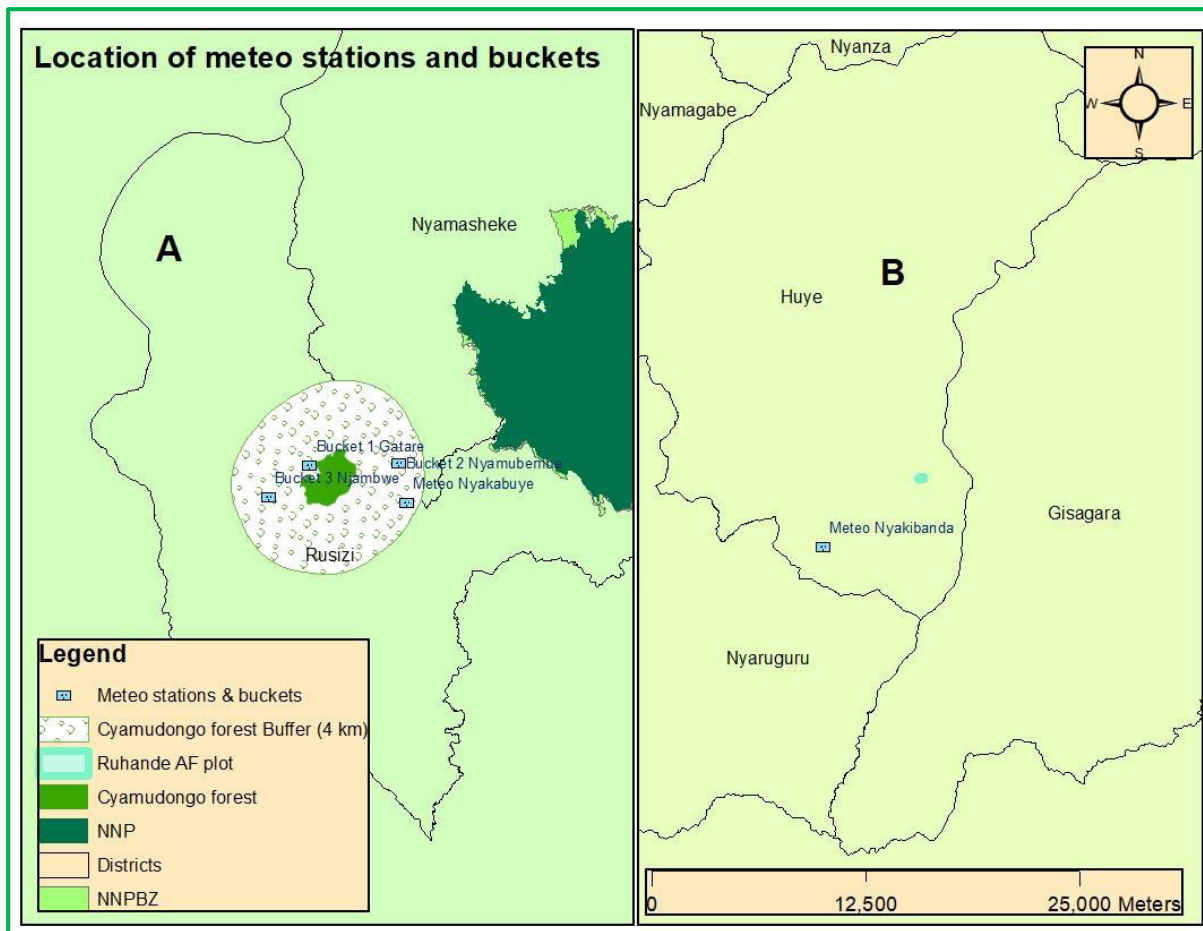 Location of meteo stations and buckets
A
Nyamasheke
Bucket 1 Gatare
Bucket 2 Nyamubembe
Bucket 3 Njambwe
Meteo Nyakabuye
Rusizi
Legend
Meteo stations & buckets
Cyamudongo forest Buffer (4 km)
Ruhande AF plot
Cyamudongo forest
NNP
Districts
NNPBZ
Nyanza
N
Nyamagabe
W
E
S
B
Huye
Gisagara
Meteo Nyakibanda
Nyaruguru
0
12,500
25,000 Meters